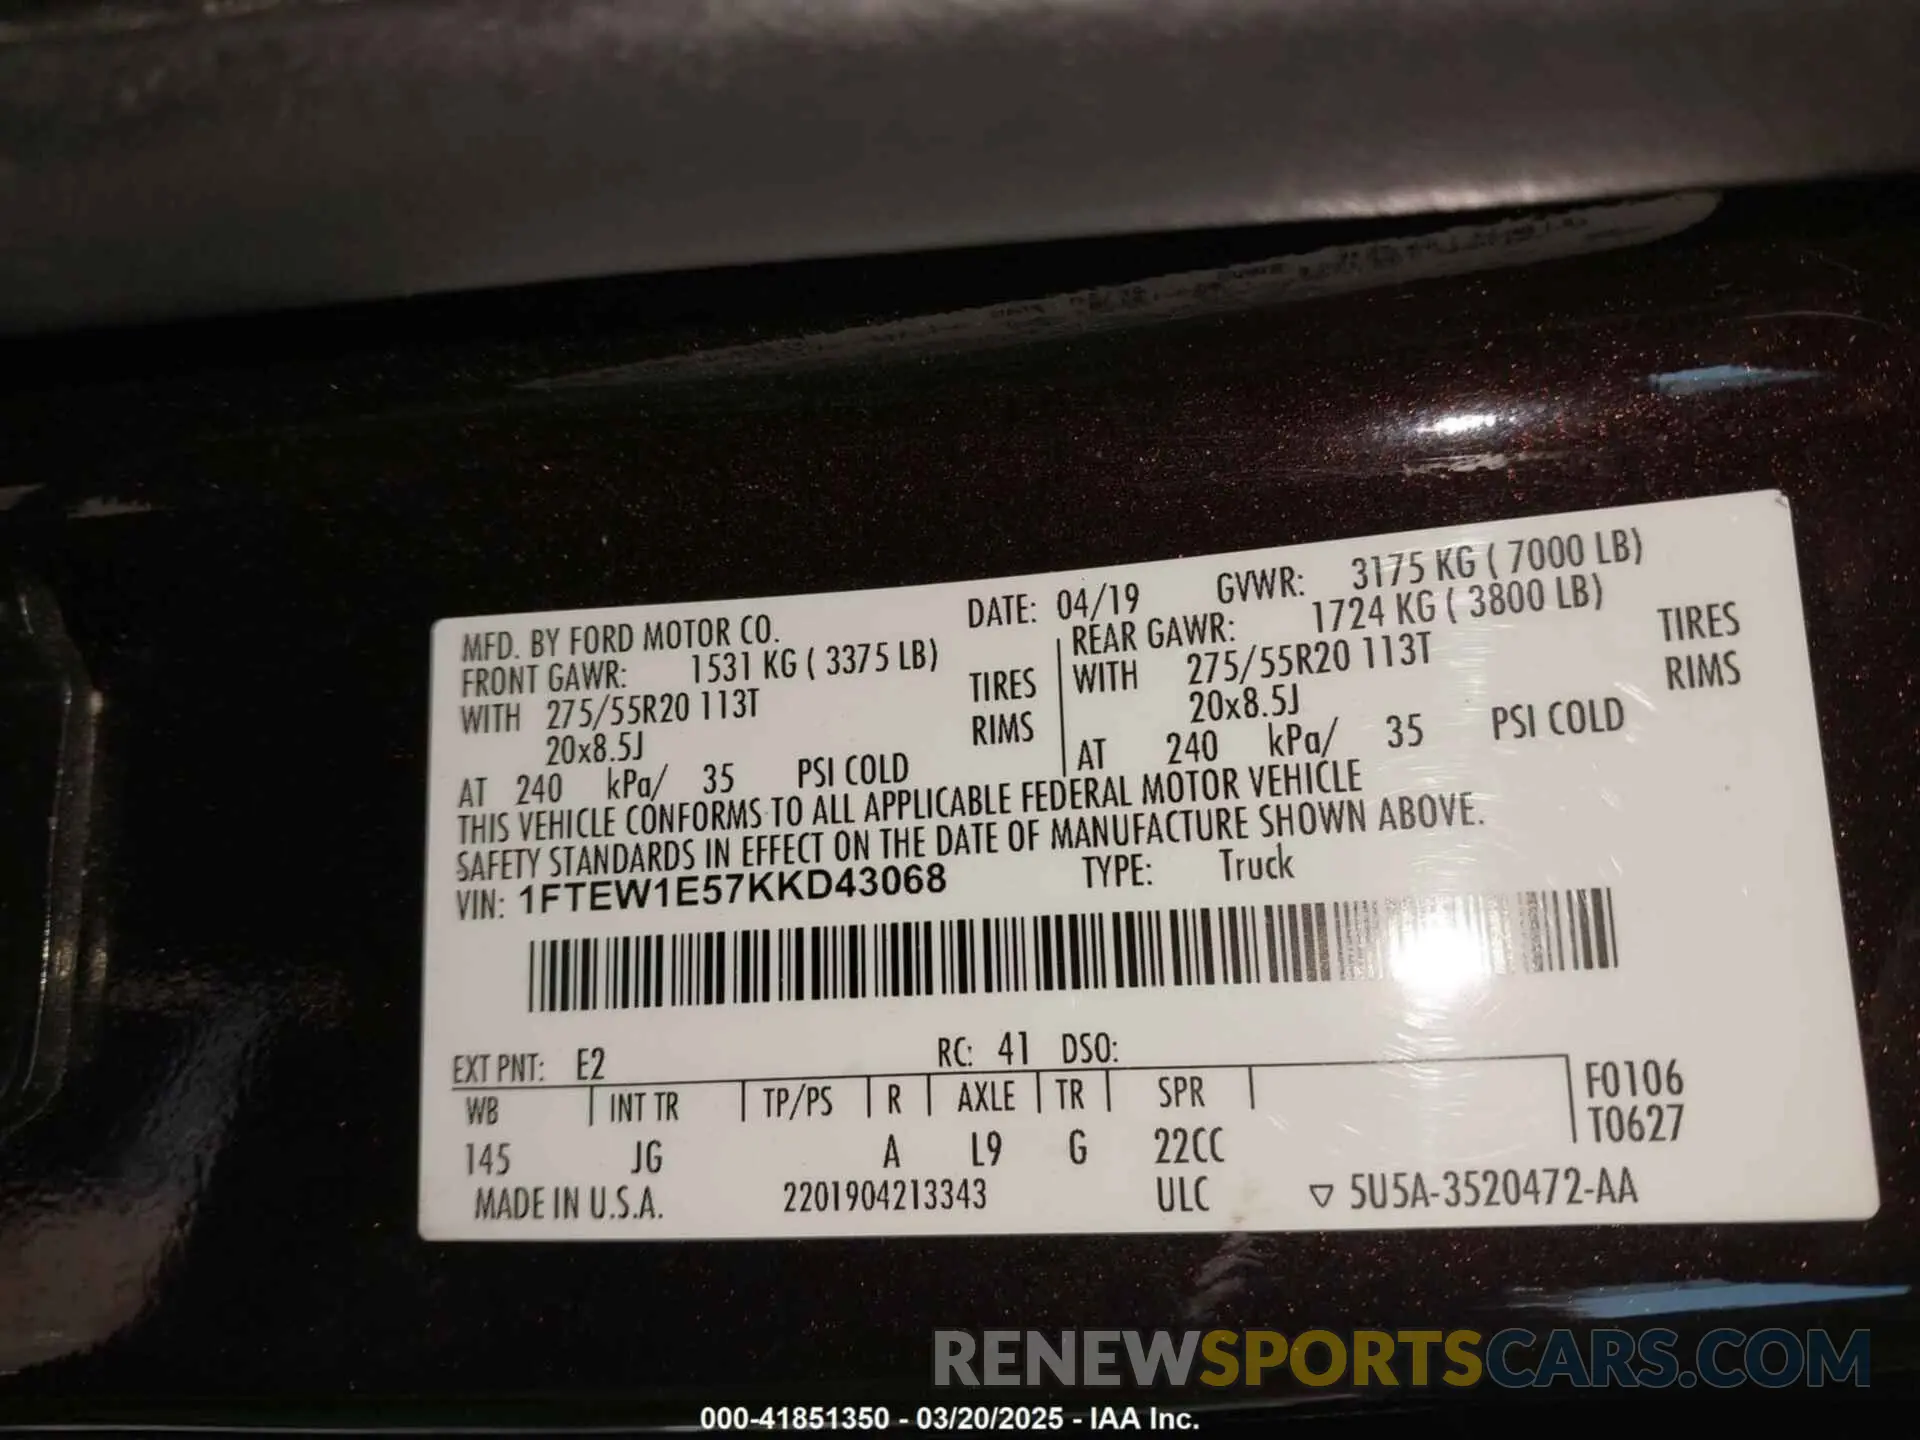 MFD. BY FORD MOTOR CO. DATE: 04/19 GVWR: 3175 KG ( 7000 LB)
FRONT GAWR: 1531 KG ( 3375 LB) REAR GAWR: 1724 KG ( 3800 LB)
WITH 275/55R20 113T TIRES WITH 275/55R20 113T TIRES
20x8.5J RIMS 20x8.5J RIMS
AT 240 kPa/ 35 PSI COLD AT 240 kPa/ 35 PSI COLD
THIS VEHICLE CONFORMS TO ALL APPLICABLE FEDERAL MOTOR VEHICLE
SAFETY STANDARDS IN EFFECT ON THE DATE OF MANUFACTURE SHOWN ABOVE.
VIN: 1FTEW1E57KKD43068 TYPE: Truck
EXT PNT: E2 RC: 41 DSO:
WB INT TR TP/PS R AXLE TR SPR F0106
T0627
145 JG A L9 G 22CC
MADE IN U.S.A. 2201904213343 ULC ▽ 5U5A-3520472-AA
RENEWSPORTSCARS.COM
000-41851350 - 03/20/2025 - IAA Inc.